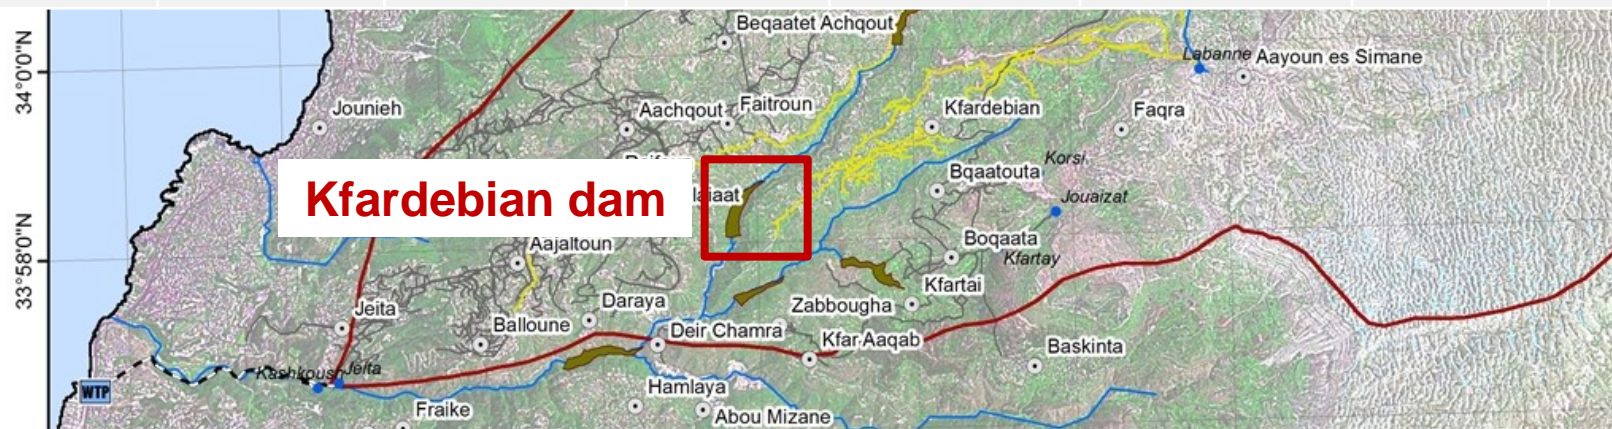 Beqaatet Achqout
34°0'0"N
Labanne
Aayoun es Simane
Jounieh
Aachqout
Faitroun
Kfardebian
Faqra
Korsi
Kfardebian dam
Bqaatouta
Jouaizat
33°58'0"N
Aajaltoun
Boqaata
Kfartay
Kfartai
Daraya
Zabbougha
Jeita
Balloune
Deir Chamra
Kfar Aaqab
Baskinta
Kashkoush
Jeita
WTP
Hamlaya
Fraike
Abou Mizane